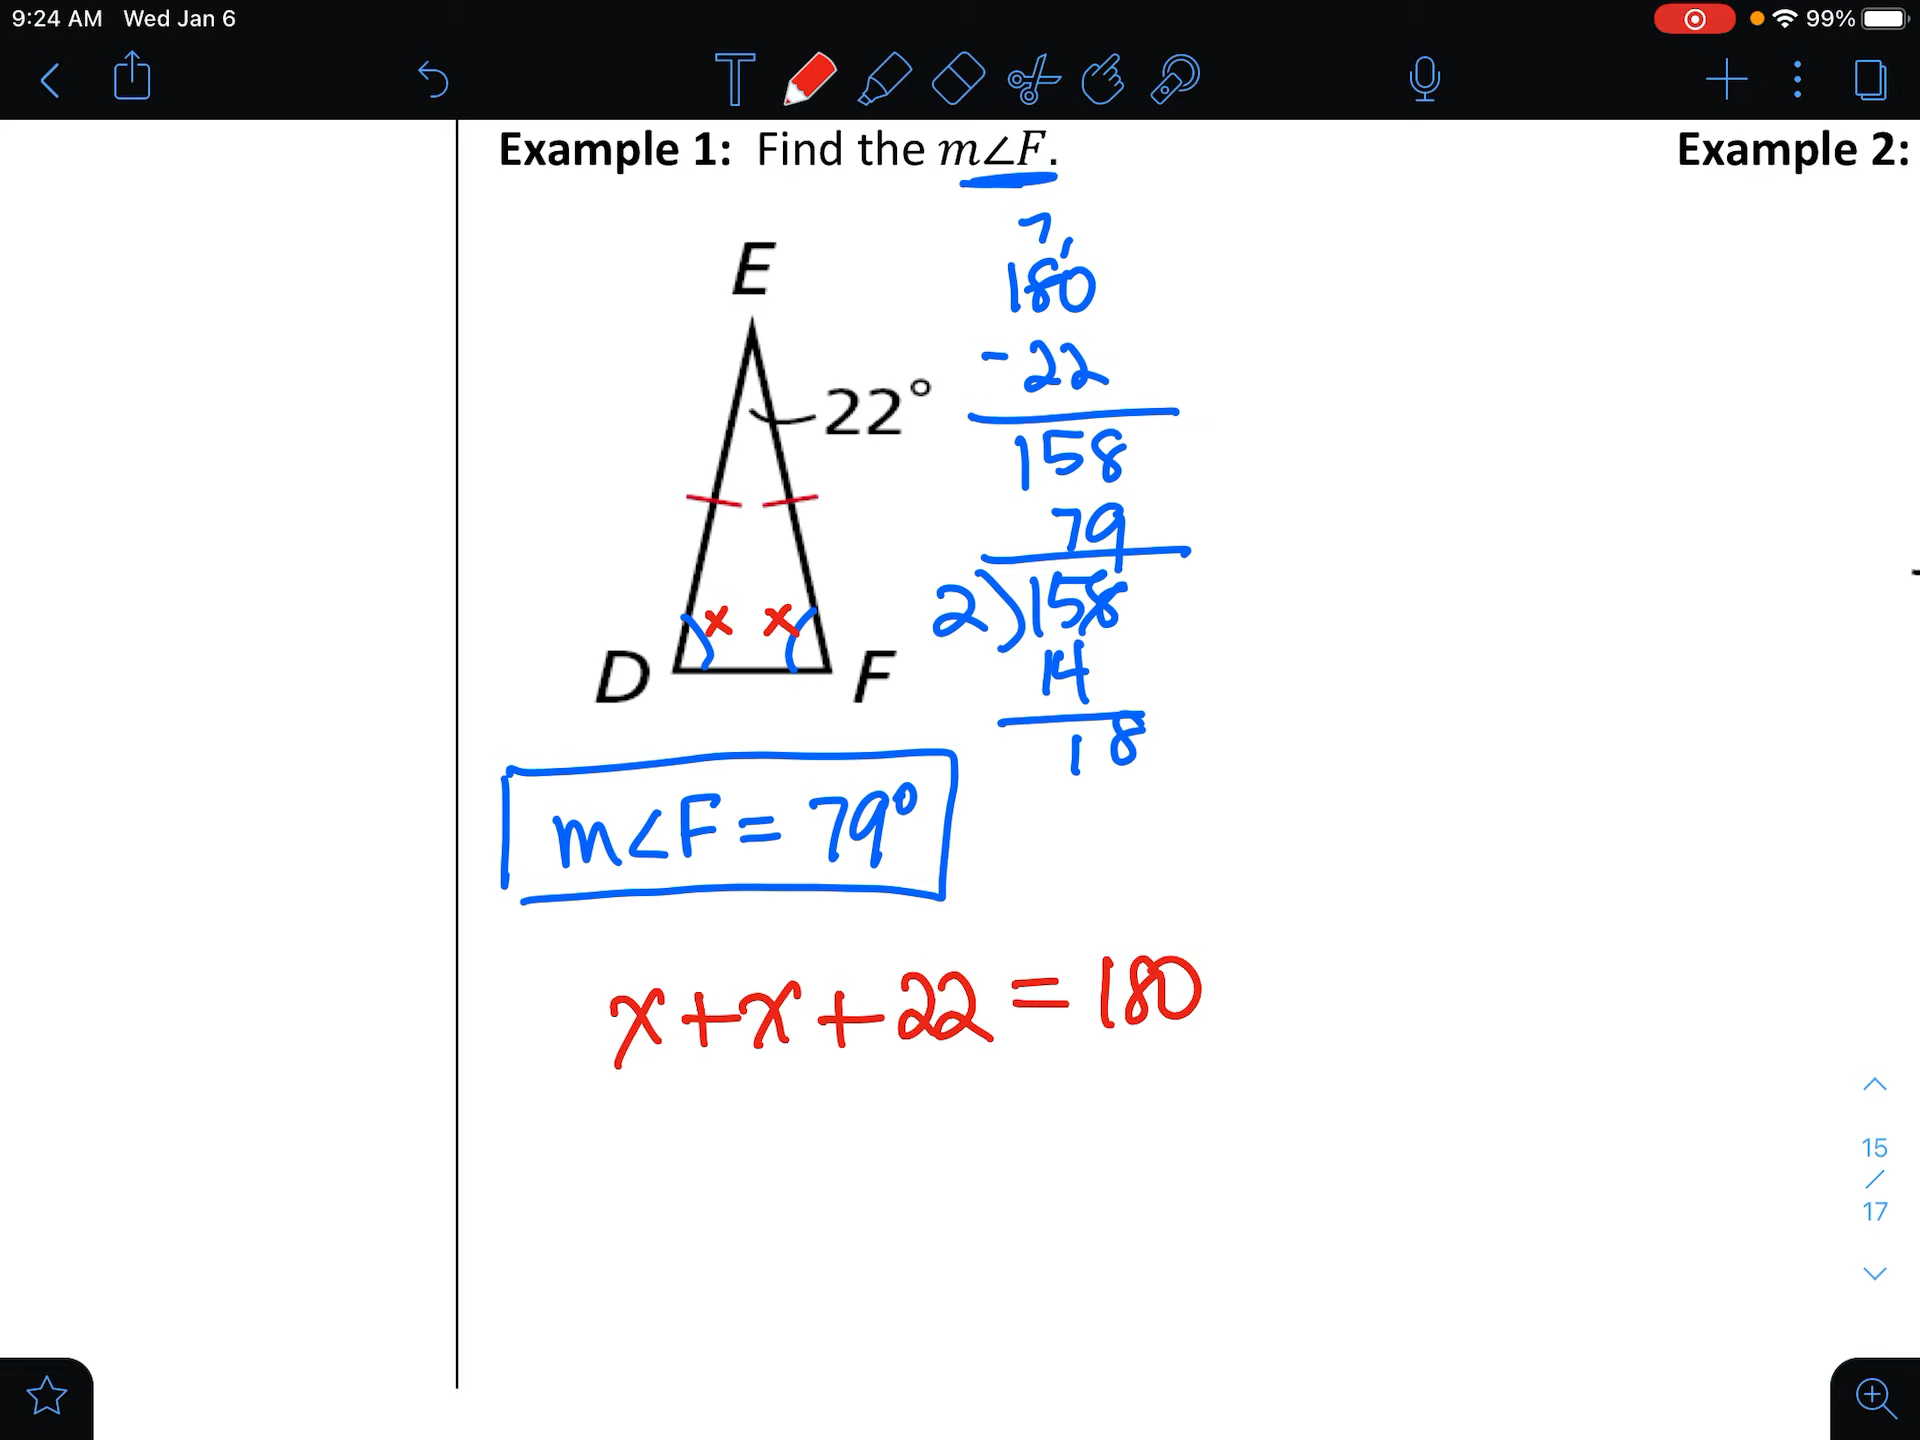 9:24 AM Wed Jan 6
99%
T
Example 1: Find the m∠F.
Example 2:
7 1
180
E
- 22
22°
158
79
2)158
x x
14
D F
18
m∠F = 79°
x + x + 22 = 180
15
/
17